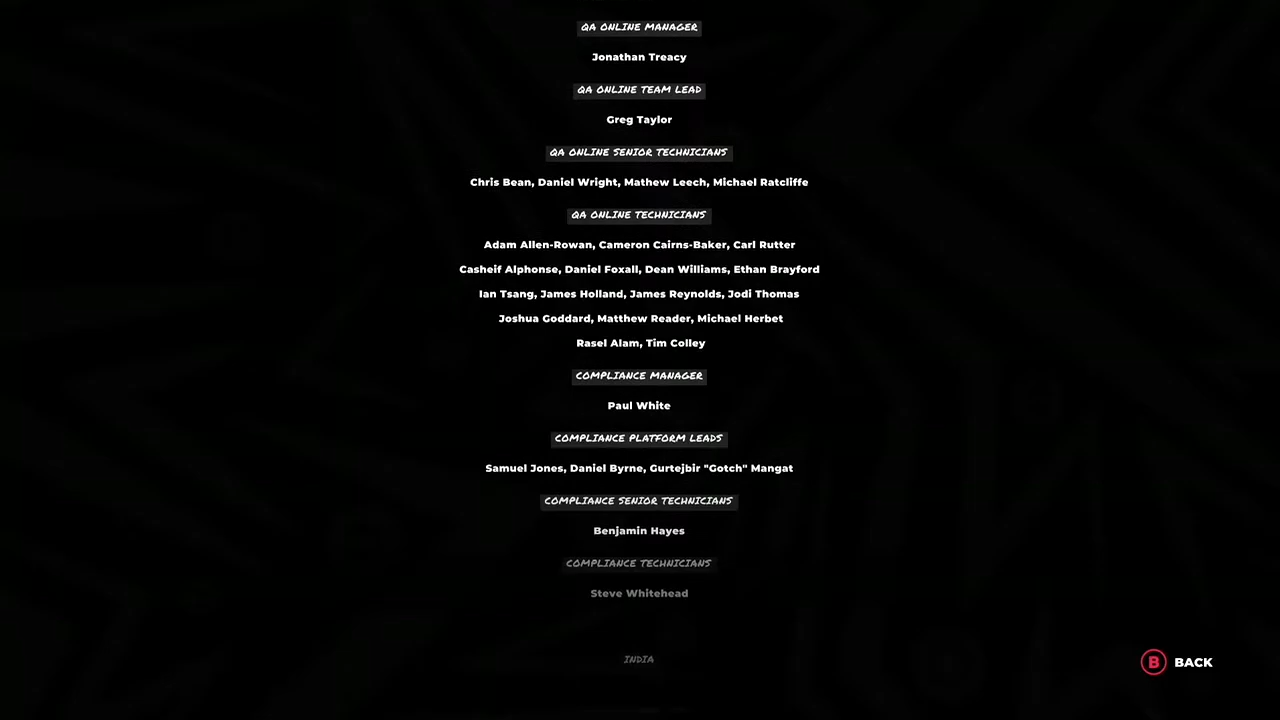 QA ONLINE MANAGER
Jonathan Treacy
QA ONLINE TEAM LEAD
Greg Taylor
QA ONLINE SENIOR TECHNICIANS
Chris Bean, Daniel Wright, Mathew Leech, Michael Ratcliffe
QA ONLINE TECHNICIANS
Adam Allen-Rowan, Cameron Cairns-Baker, Carl Rutter
Casheif Alphonse, Daniel Foxall, Dean Williams, Ethan Brayford
Ian Tsang, James Holland, James Reynolds, Jodi Thomas
Joshua Goddard, Matthew Reader, Michael Herbet
Rasel Alam, Tim Colley
COMPLIANCE MANAGER
Paul White
COMPLIANCE PLATFORM LEADS
Samuel Jones, Daniel Byrne, Gurtejbir "Gotch" Mangat
COMPLIANCE SENIOR TECHNICIANS
Benjamin Hayes
COMPLIANCE TECHNICIANS
Steve Whitehead
INDIA
B BACK